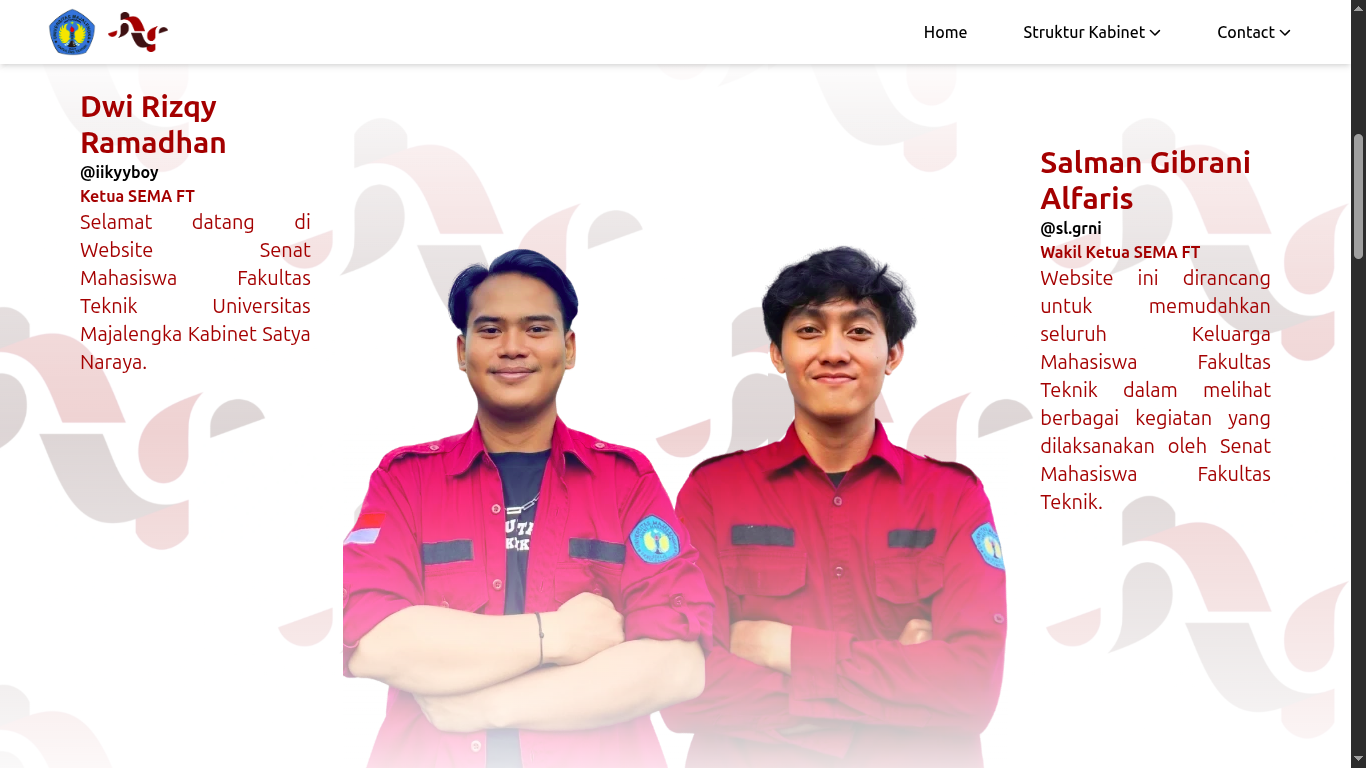 Home
Struktur Kabinet
Contact
Dwi Rizqy
Ramadhan
@iikyyboy
Ketua SEMA FT
Selamat datang di
Website Senat
Mahasiswa Fakultas
Teknik Universitas
Majalengka Kabinet Satya
Naraya.
Salman Gibrani
Alfaris
@sl.grni
Wakil Ketua SEMA FT
Website ini dirancang
untuk memudahkan
seluruh Keluarga
Mahasiswa Fakultas
Teknik dalam melihat
berbagai kegiatan yang
dilaksanakan oleh Senat
Mahasiswa Fakultas
Teknik.